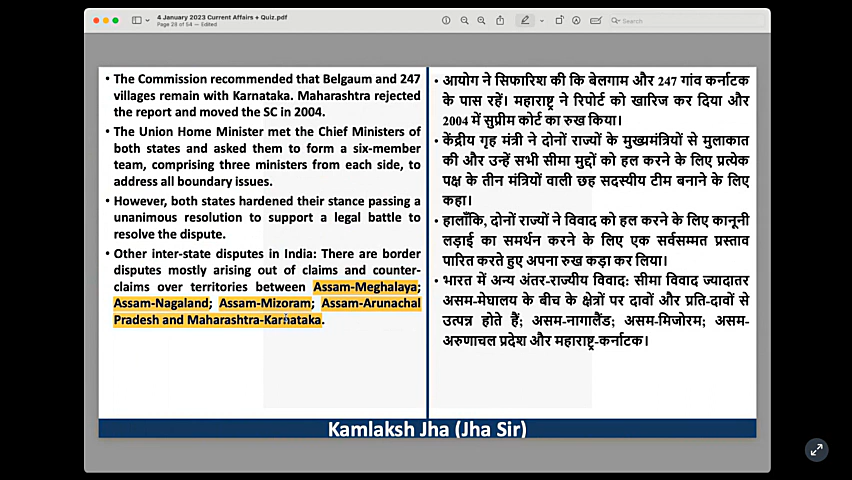 4 January 2023 Current Affairs + Quiz.pdf
Page 28 of 54 — Edited
Search
• The Commission recommended that Belgaum and 247
villages remain with Karnataka. Maharashtra rejected
the report and moved the SC in 2004.
• The Union Home Minister met the Chief Ministers of
both states and asked them to form a six-member
team, comprising three ministers from each side, to
address all boundary issues.
• However, both states hardened their stance passing a
unanimous resolution to support a legal battle to
resolve the dispute.
• Other inter-state disputes in India: There are border
disputes mostly arising out of claims and counter-
claims over territories between Assam-Meghalaya;
Assam-Nagaland; Assam-Mizoram; Assam-Arunachal
Pradesh and Maharashtra-Karnataka.
• आयोग ने सिफारिश की कि बेलगाम और 247 गांव कर्नाटक
के पास रहें। महाराष्ट्र ने रिपोर्ट को खारिज कर दिया और
2004 में सुप्रीम कोर्ट का रुख किया।
• केंद्रीय गृह मंत्री ने दोनों राज्यों के मुख्यमंत्रियों से मुलाकात
की और उन्हें सभी सीमा मुद्दों को हल करने के लिए प्रत्येक
पक्ष के तीन मंत्रियों वाली छह सदस्यीय टीम बनाने के लिए
कहा।
• हालाँकि, दोनों राज्यों ने विवाद को हल करने के लिए कानूनी
लड़ाई का समर्थन करने के लिए एक सर्वसम्मत प्रस्ताव
पारित करते हुए अपना रुख कड़ा कर लिया।
• भारत में अन्य अंतर-राज्यीय विवाद: सीमा विवाद ज्यादातर
असम-मेघालय के बीच के क्षेत्रों पर दावों और प्रति-दावों से
उत्पन्न होते हैं; असम-नागालैंड; असम-मिजोरम; असम-
अरुणाचल प्रदेश और महाराष्ट्र-कर्नाटक।
Kamlaksh Jha (Jha Sir)